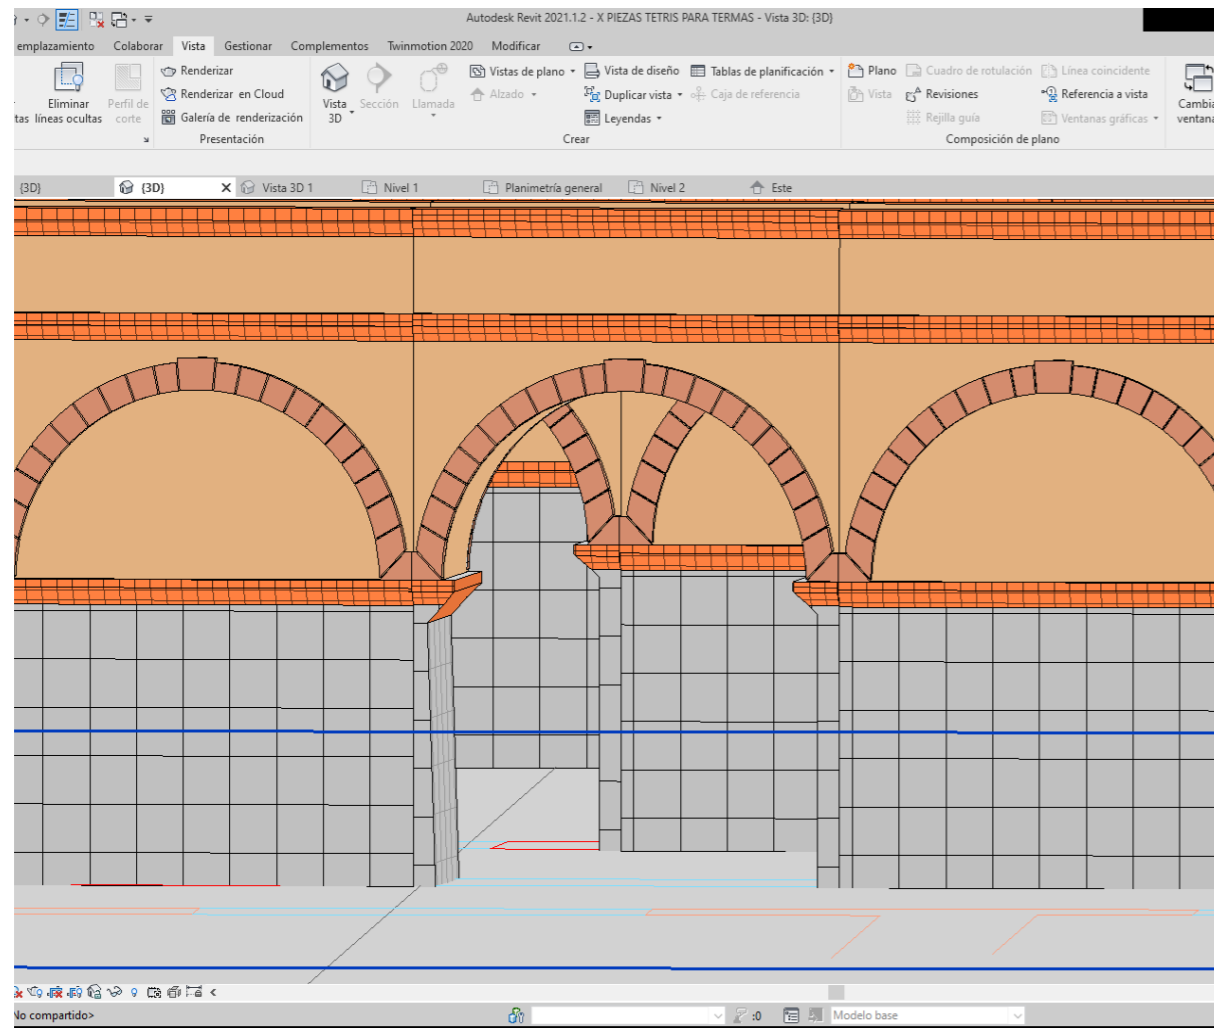 Autodesk Revit 2021.1.2 - X PIEZAS TETRIS PARA TERMAS - Vista 3D: {3D}
emplazamiento Colaborar Vista Gestionar Complementos Twinmotion 2020 Modificar
Renderizar Vistas de plano Vista de diseño Tablas de planificación Plano Cuadro de rotulación Línea coincidente
Eliminar Perfil de Renderizar en Cloud Vista Sección Llamada Alzado Duplicar vista Caja de referencia Vista Revisiones Referencia a vista
líneas ocultas corte Galería de renderización 3D Leyendas Rejilla guía Ventanas gráficas
Presentación Crear Composición de plano
{3D} {3D} X Vista 3D 1 Nivel 1 Planimetría general Nivel 2 Este
No compartido> :0 Modelo base